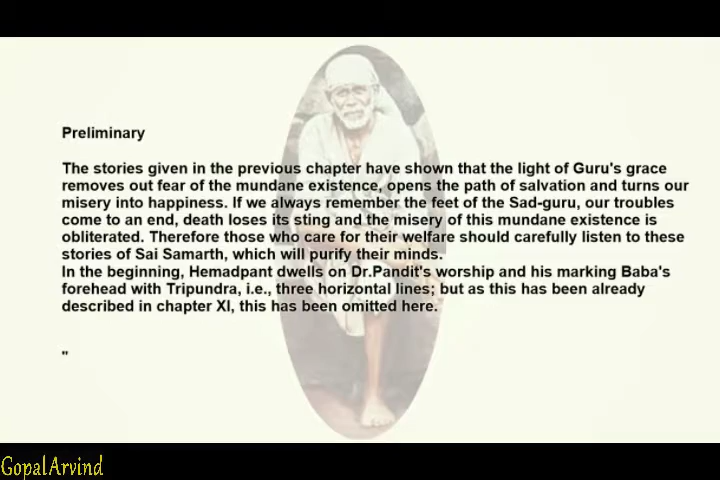 Preliminary
The stories given in the previous chapter have shown that the light of Guru's grace
removes out fear of the mundane existence, opens the path of salvation and turns our
misery into happiness. If we always remember the feet of the Sad-guru, our troubles
come to an end, death loses its sting and the misery of this mundane existence is
obliterated. Therefore those who care for their welfare should carefully listen to these
stories of Sai Samarth, which will purify their minds.
In the beginning, Hemadpant dwells on Dr.Pandit's worship and his marking Baba's
forehead with Tripundra, i.e., three horizontal lines; but as this has been already
described in chapter XI, this has been omitted here.
"
GopalArvind